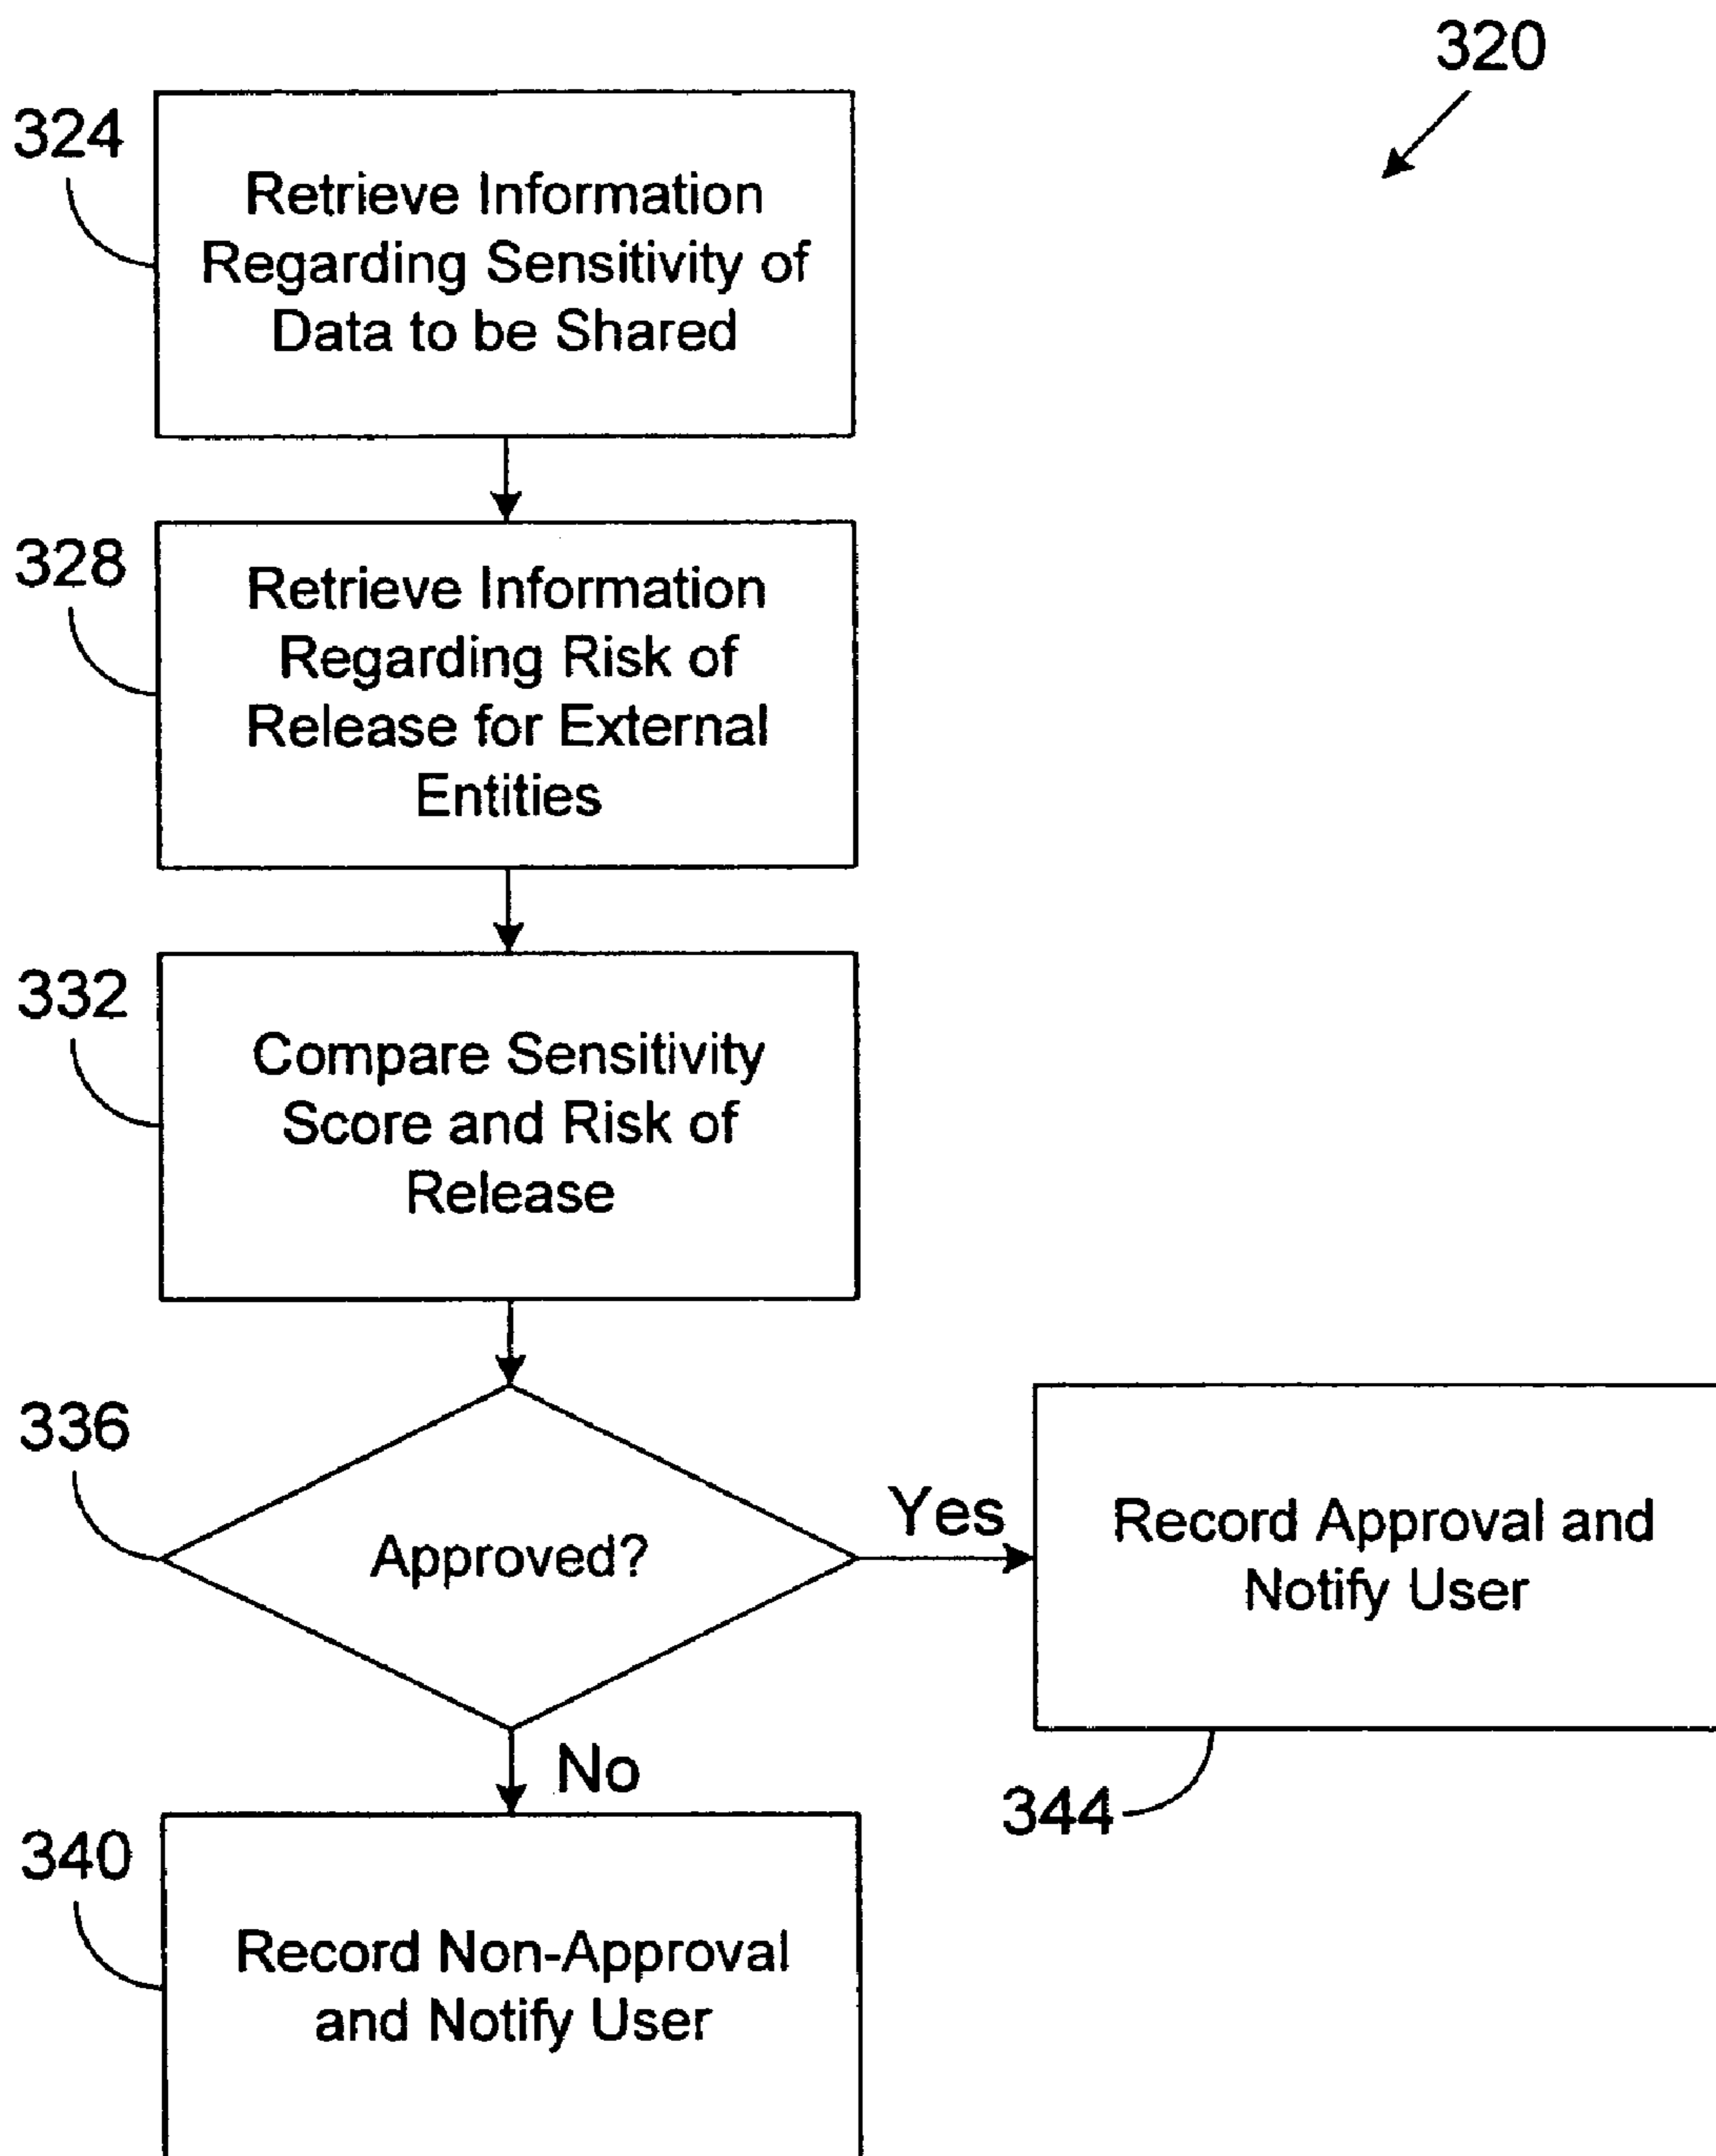 320
324
Retrieve Information
Regarding Sensitivity of
Data to be Shared
328
Retrieve Information
Regarding Risk of
Release for External
Entities
332
Compare Sensitivity
Score and Risk of
Release
336
Approved?
Yes
Record Approval and
Notify User
344
No
340
Record Non-Approval
and Notify User